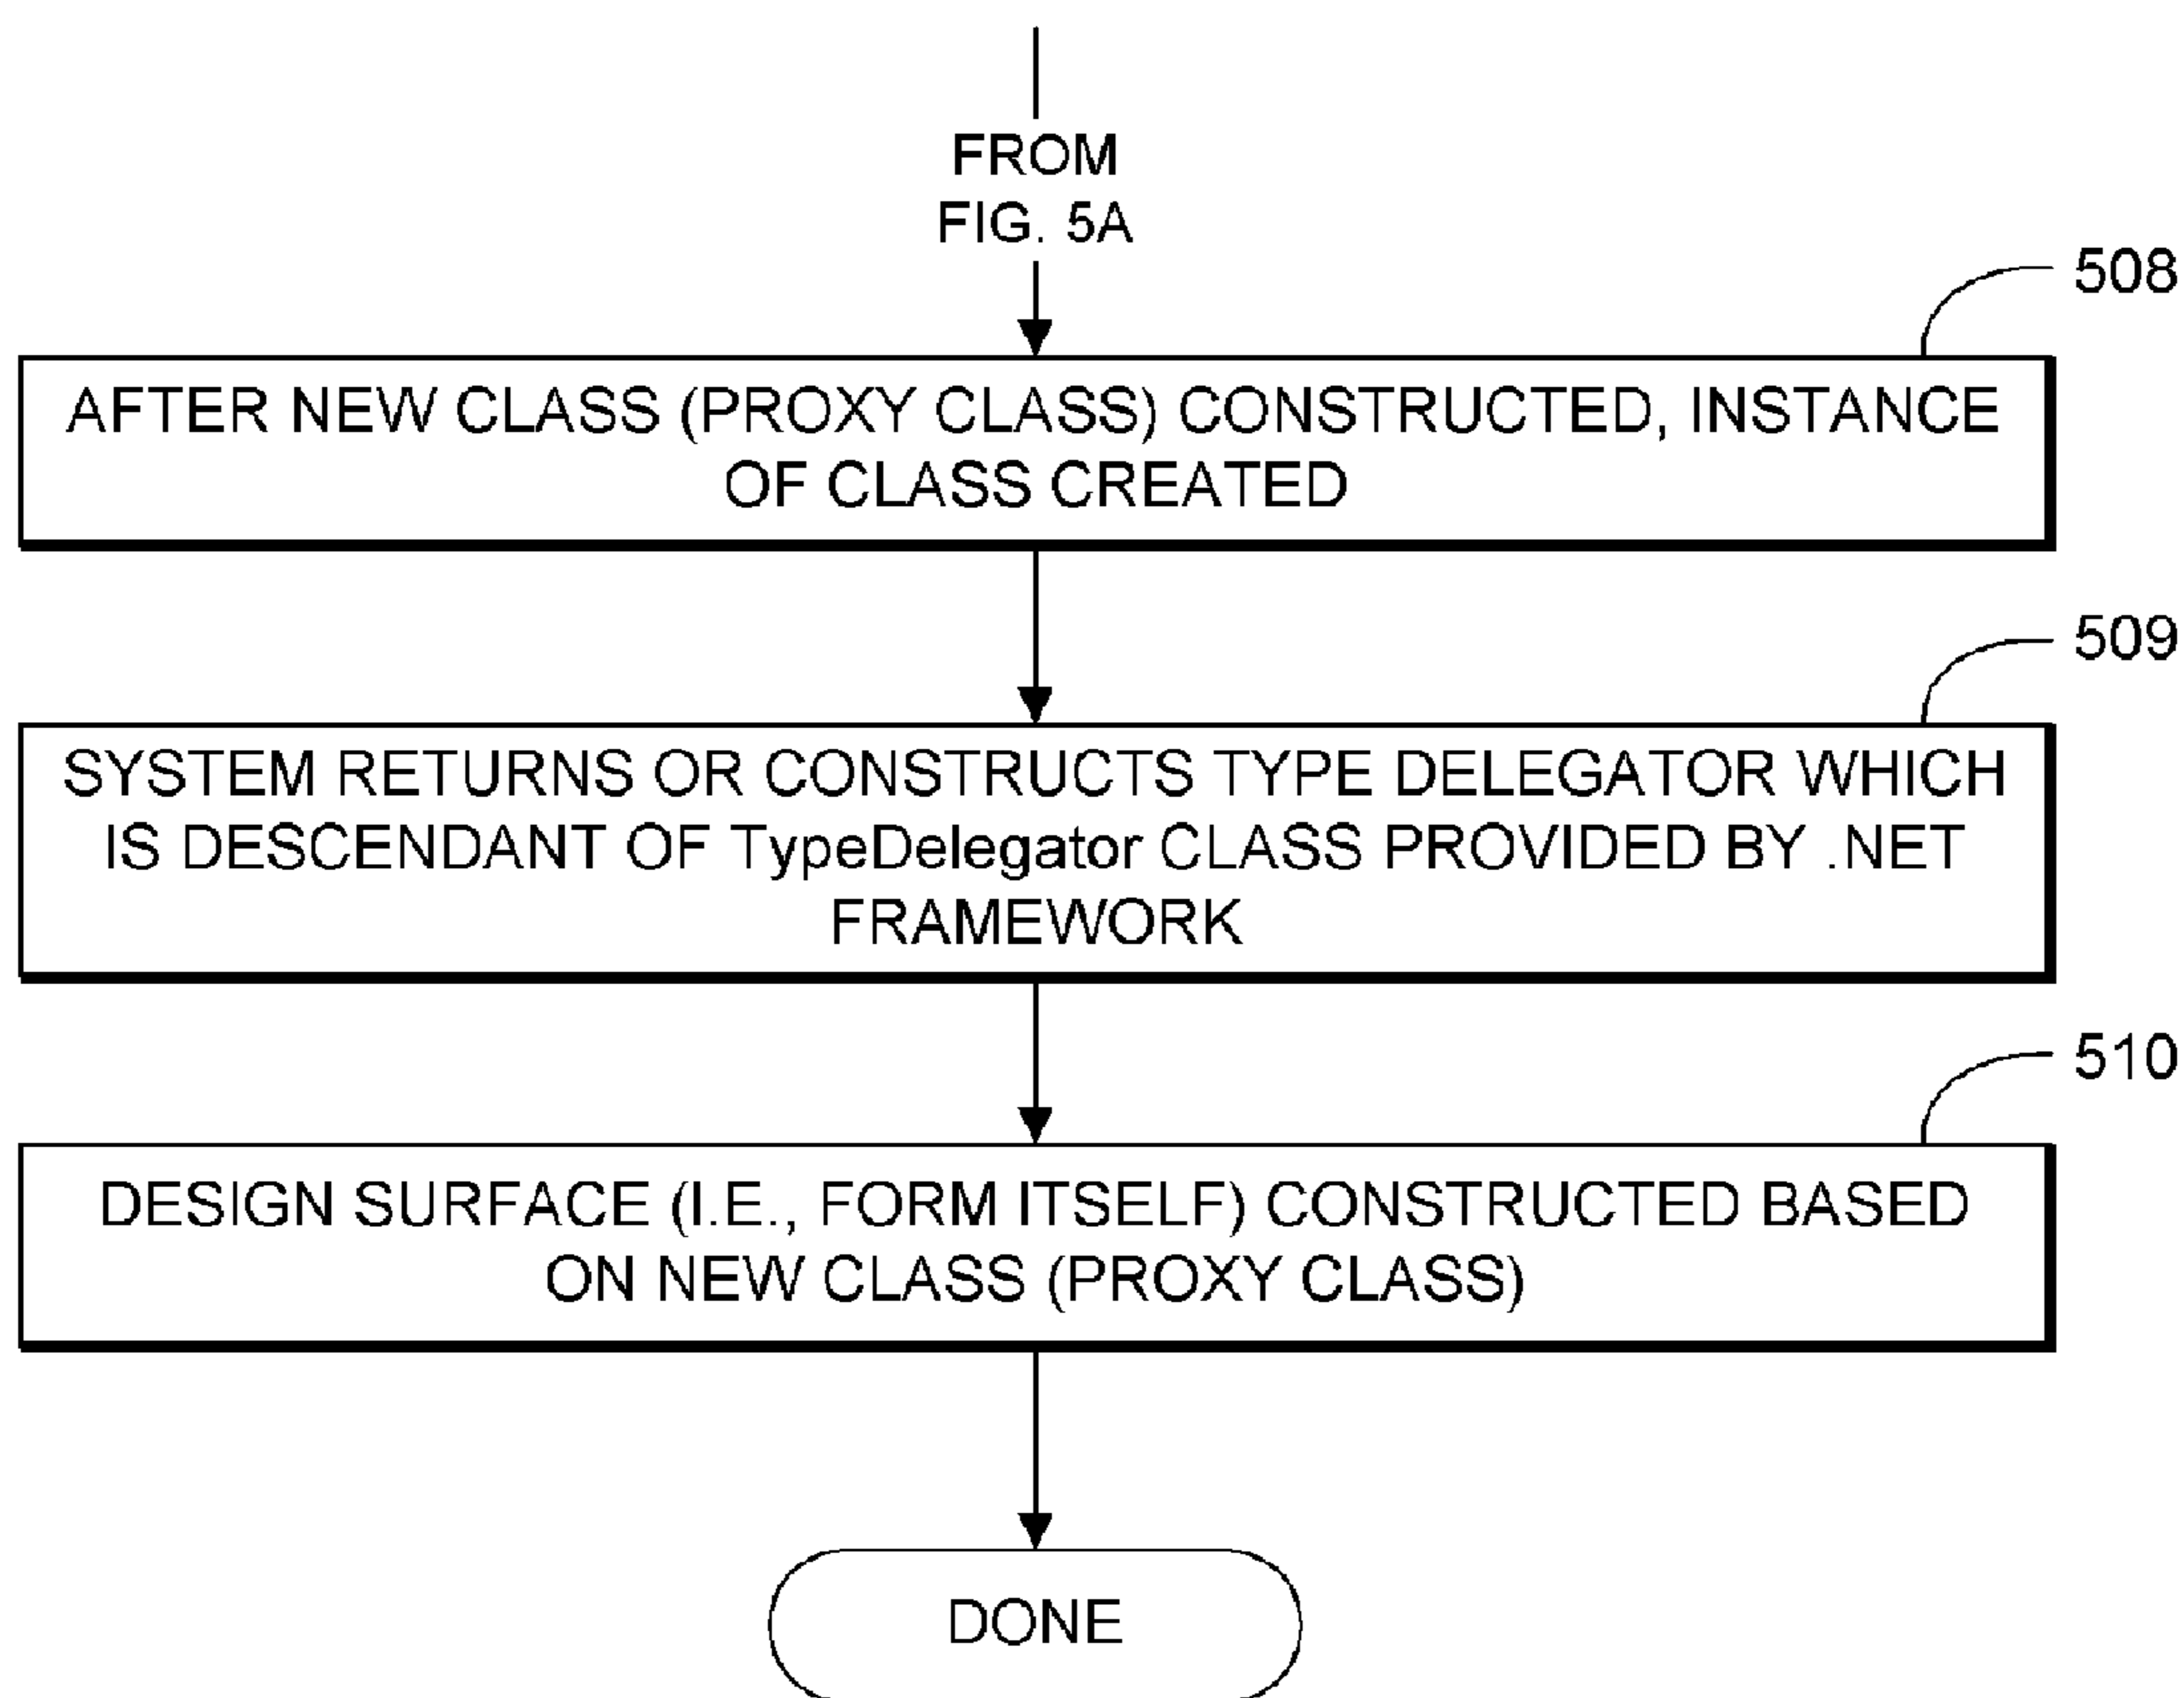 FROM
FIG. 5A
508
AFTER NEW CLASS (PROXY CLASS) CONSTRUCTED, INSTANCE
OF CLASS CREATED
509
SYSTEM RETURNS OR CONSTRUCTS TYPE DELEGATOR WHICH
IS DESCENDANT OF TypeDelegator CLASS PROVIDED BY .NET
FRAMEWORK
510
DESIGN SURFACE (I.E., FORM ITSELF) CONSTRUCTED BASED
ON NEW CLASS (PROXY CLASS)
DONE